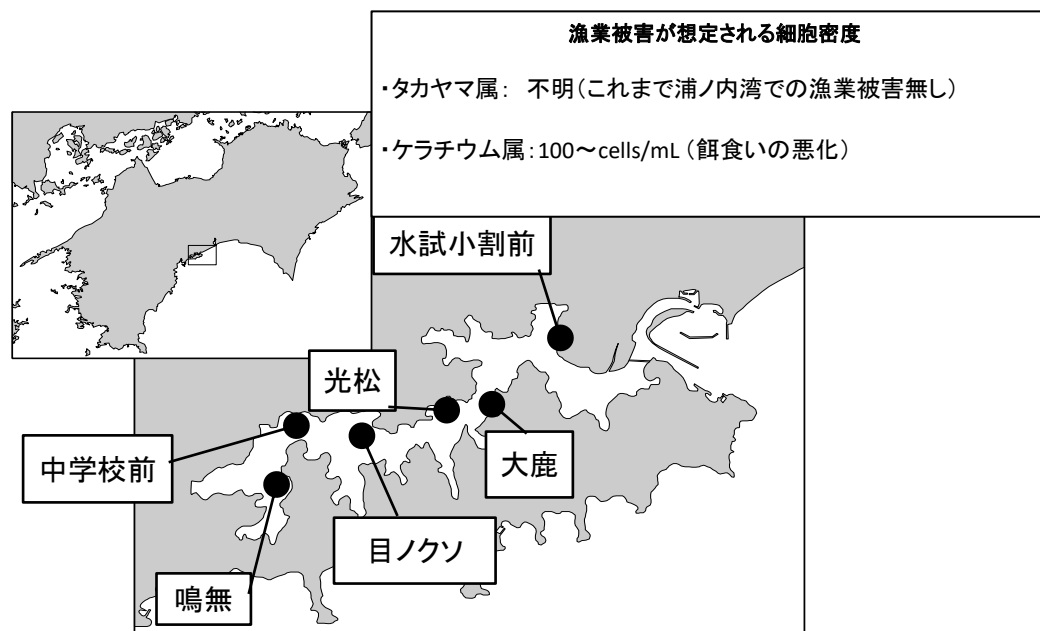 漁業被害が想定される細胞密度
・タカヤマ属: 不明(これまで浦ノ内湾での漁業被害無し)
・ケラチウム属:100～cells/mL (餌食いの悪化)
水試小割前
光松
中学校前
大鹿
目ノクソ
鳴無